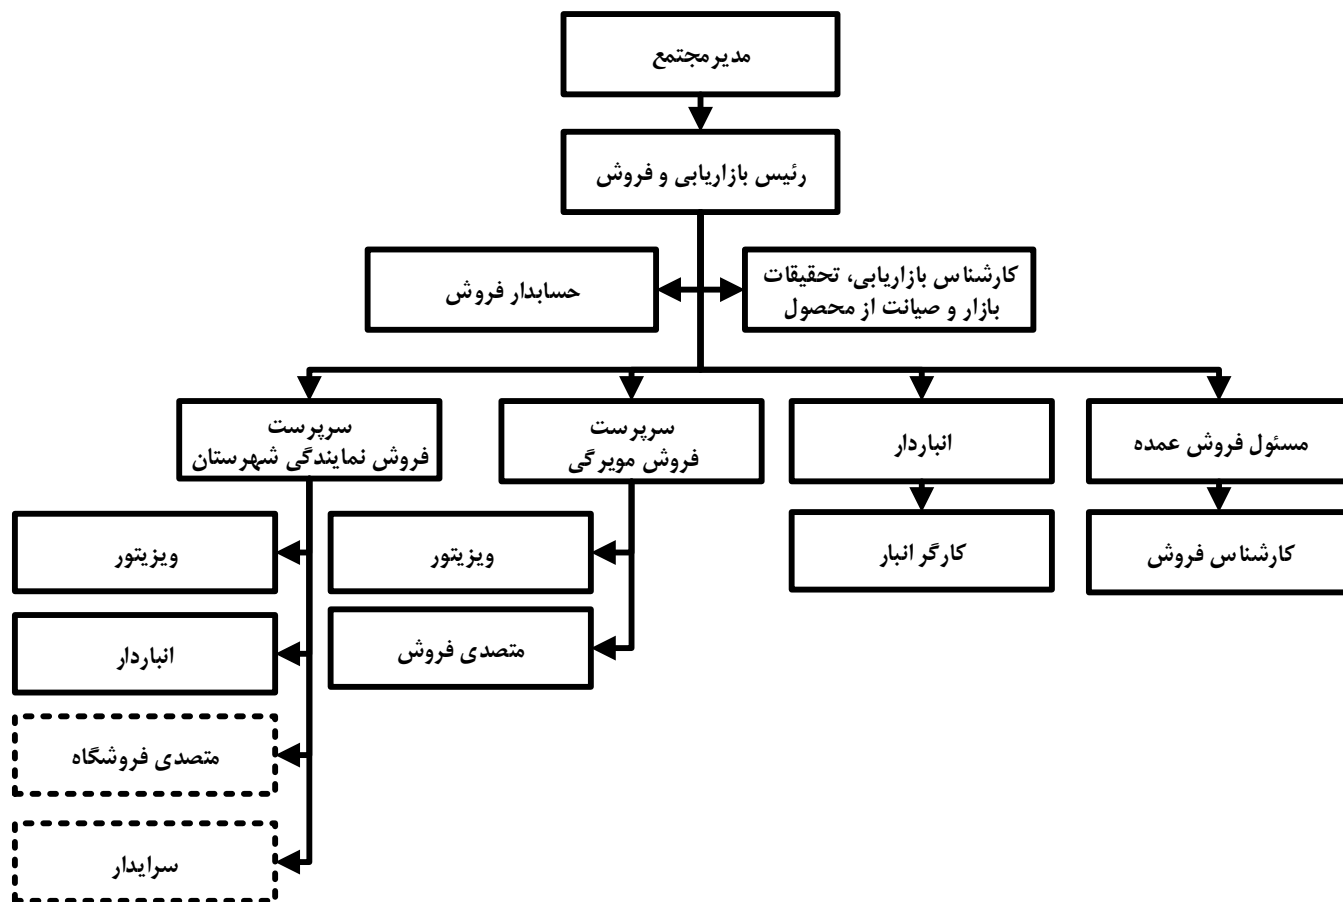 مدیرمجتمع
رئیس بازاریابی و فروش
کارشناس بازاریابی، تحقیقات
بازار و صیانت از محصول
حسابدار فروش
مسئول فروش عمده
انباردار
سرپرست
فروش مویرگی
سرپرست
فروش نمایندگی شهرستان
کارشناس فروش
کارگر انبار
ویزیتور
ویزیتور
متصدی فروش
انباردار
متصدی فروشگاه
سرایدار